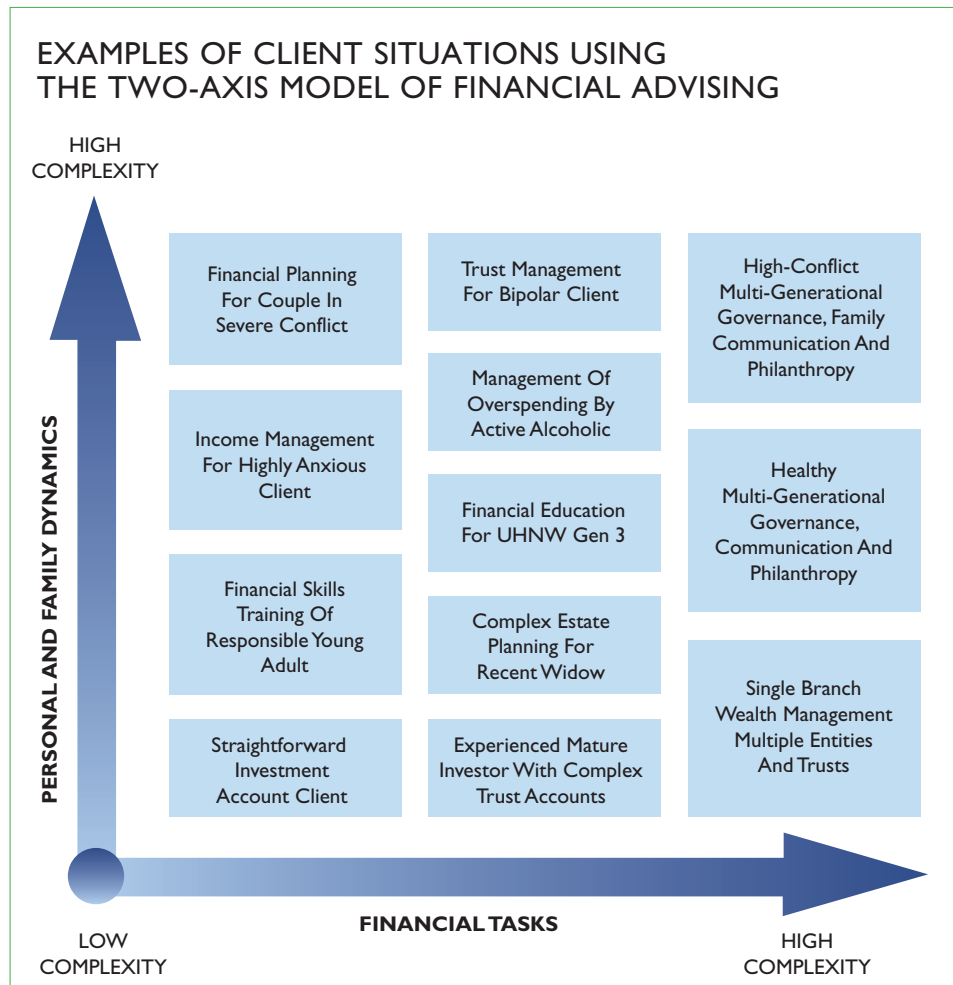 EXAMPLES OF CLIENT SITUATIONS USING
THE TWO-AXIS MODEL OF FINANCIAL ADVISING
HIGH
COMPLEXITY
PERSONAL AND FAMILY DYNAMICS
Financial Planning
For Couple In
Severe Conflict
Income Management
For Highly Anxious
Client
Financial Skills
Training Of
Responsible Young
Adult
Straightforward
Investment
Account Client
Trust Management
For Bipolar Client
Management Of
Overspending By
Active Alcoholic
Financial Education
For UHNW Gen 3
Complex Estate
Planning For
Recent Widow
Experienced Mature
Investor With Complex
Trust Accounts
High-Conflict
Multi-Generational
Governance, Family
Communication And
Philanthropy
Healthy
Multi-Generational
Governance,
Communication And
Philanthropy
Single Branch
Wealth Management
Multiple Entities
And Trusts
FINANCIAL TASKS
LOW
COMPLEXITY
HIGH
COMPLEXITY